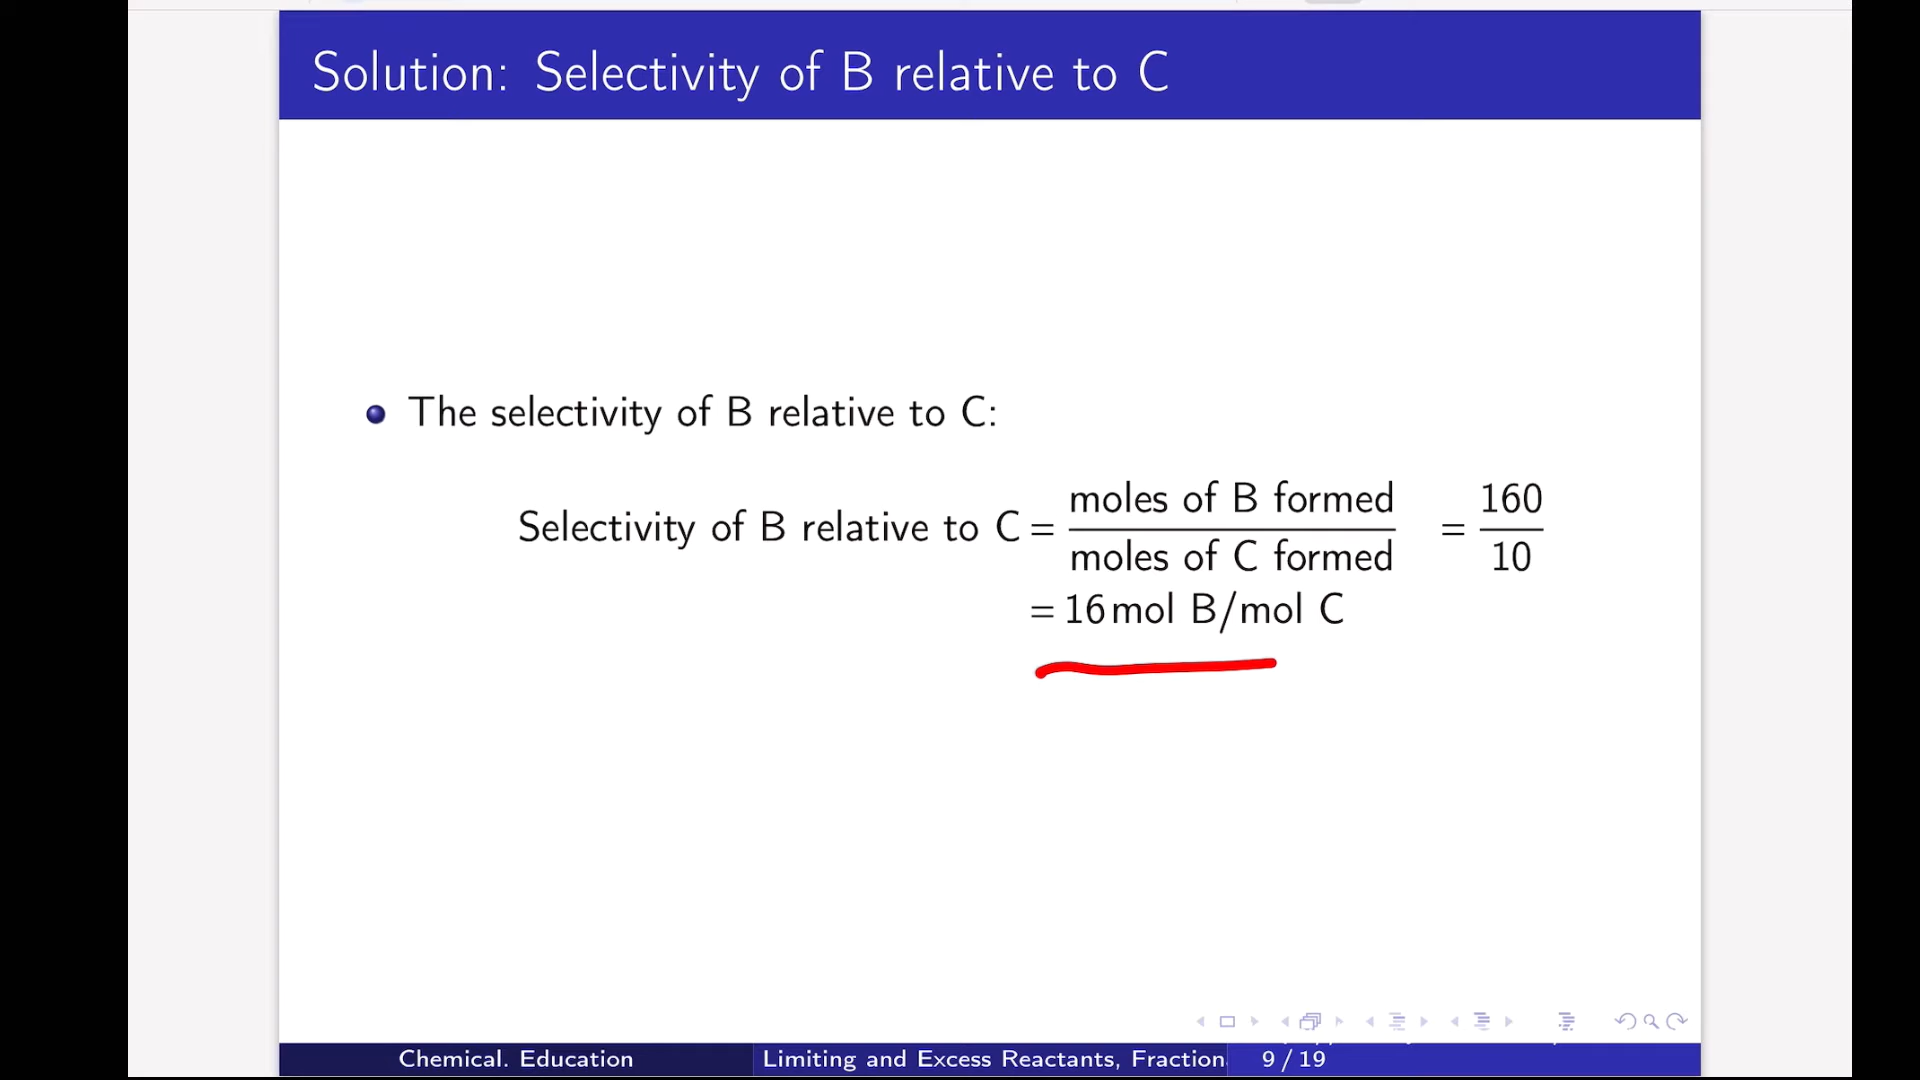 Solution: Selectivity of B relative to C
The selectivity of B relative to C:
Selectivity of B relative to C = moles of B formed / moles of C formed = 160 / 10
= 16 mol B/mol C
Chemical. Education
Limiting and Excess Reactants, Fraction
9 / 19